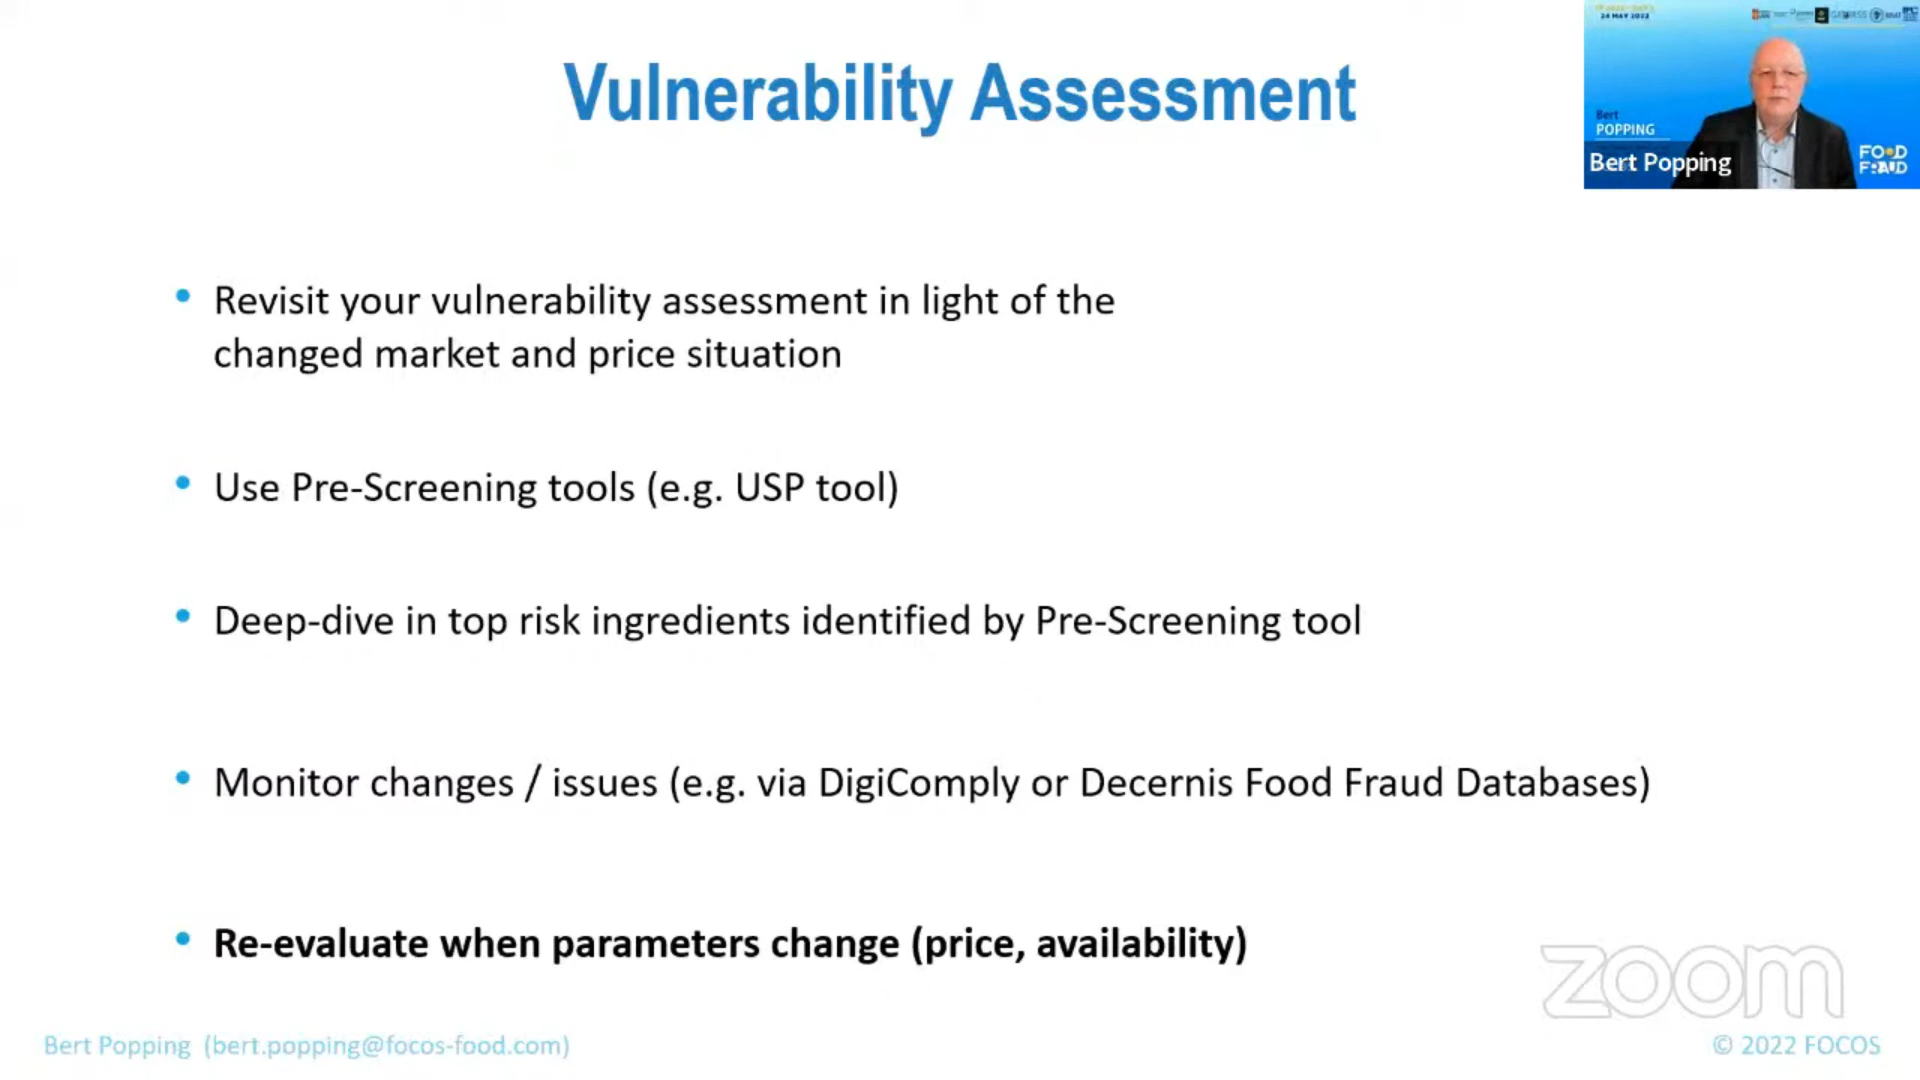 Vulnerability Assessment
24 MAY 2022
Bert
POPPING
Bert Popping
FOOD
FRAUD
• Revisit your vulnerability assessment in light of the
changed market and price situation
• Use Pre-Screening tools (e.g. USP tool)
• Deep-dive in top risk ingredients identified by Pre-Screening tool
• Monitor changes / issues (e.g. via DigiComply or Decernis Food Fraud Databases)
• Re-evaluate when parameters change (price, availability)
zoom
Bert Popping (bert.popping@focos-food.com)
© 2022 FOCOS